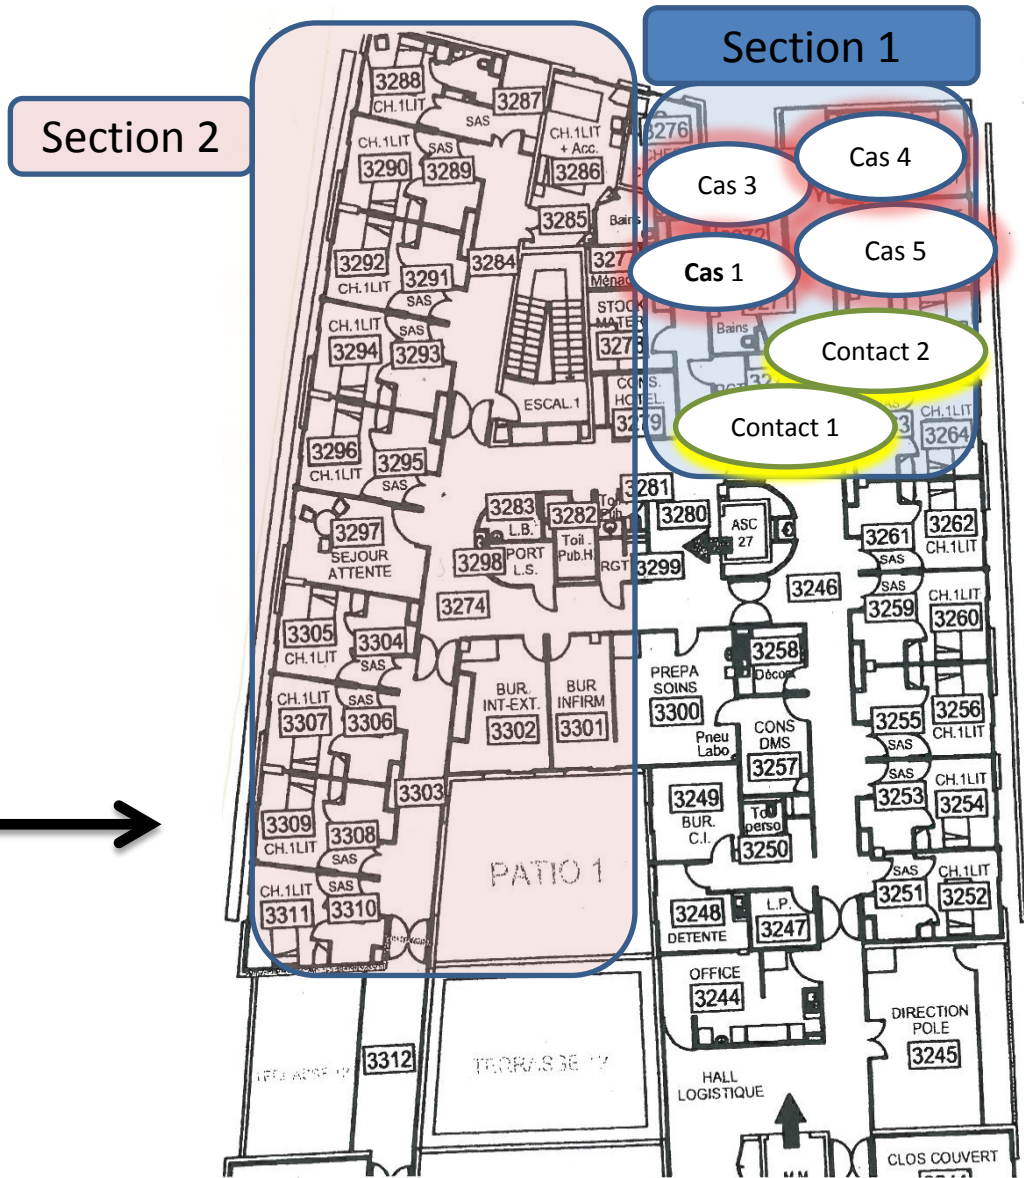 Section 1
Section 2
3288
CH.1LIT
3287
SAS
CH.1LIT
3290
SAS
3289
CH.1LIT
+ Acc.
3286
3285
Bains
3276
Cas 3
Cas 4
Cas 1
Cas 5
Contact 2
Contact 1
3292
CH.1LIT
3291
SAS
3284
Ménag
STOCK
MATER
3278
Bains
CH.1LIT
3294
SAS
3293
ESCAL.1
CONS.
HOTEL.
3279
3296
CH.1LIT
3295
SAS
SAS
CH.1LIT
3264
3297
SEJOUR
ATTENTE
3283
L.B.
3282
Toil.
Pub.H.
3281
3280
ASC
27
3262
CH.1LIT
3261
SAS
3298
PORT
L.S.
RGT
3299
3274
3246
SAS
3259
CH.1LIT
3260
3305
CH.1LIT
3304
SAS
BUR.
INT-EXT.
3302
BUR
INFIRM
3301
PREPA
SOINS
3300
Pneu
Labo
3258
Décon
CONS
DMS
3257
CH.1LIT
3307
SAS
3306
3255
SAS
3256
CH.1LIT
3303
3309
CH.1LIT
3308
SAS
3249
BUR.
C.I.
perso
3250
SAS
3253
CH.1LIT
3254
CH.1LIT
3311
SAS
3310
PATIO 1
3248
DETENTE
L.P.
3247
SAS
3251
CH.1LIT
3252
OFFICE
3244
DIRECTION
POLE
3245
3312
HALL
LOGISTIQUE
CLOS COUVERT